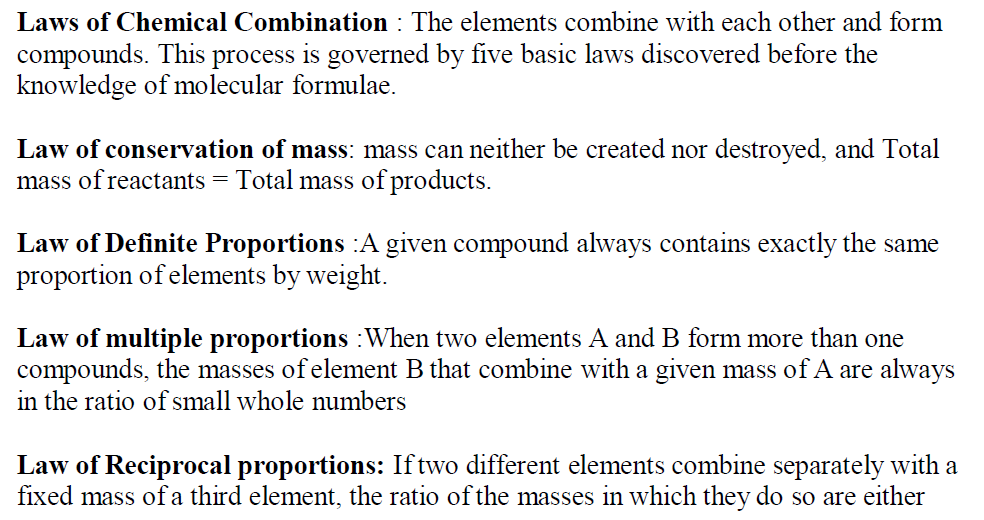 Laws of Chemical Combination : The elements combine with each other and form
compounds. This process is governed by five basic laws discovered before the
knowledge of molecular formulae.
Law of conservation of mass: mass can neither be created nor destroyed, and Total
mass of reactants = Total mass of products.
Law of Definite Proportions :A given compound always contains exactly the same
proportion of elements by weight.
Law of multiple proportions :When two elements A and B form more than one
compounds, the masses of element B that combine with a given mass of A are always
in the ratio of small whole numbers
Law of Reciprocal proportions: If two different elements combine separately with a
fixed mass of a third element, the ratio of the masses in which they do so are either